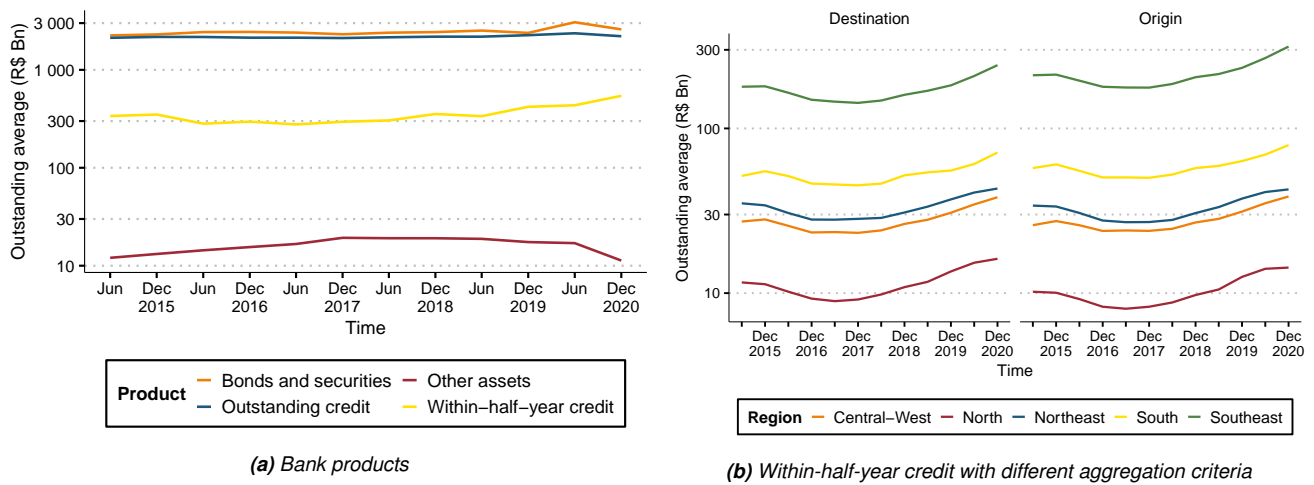 Outstanding average (R$ Bn)
3 000
1 000
300
100
30
10
Jun Dec Jun Dec Jun Dec Jun Dec Jun Dec Jun Dec
2015 2016 2017 2018 2019 2020
Time
Product
Bonds and securities
Other assets
Outstanding credit
Within−half−year credit
(a) Bank products
Destination
Origin
Outstanding average (R$ Bn)
300
100
30
10
Dec Dec Dec Dec Dec Dec Dec Dec Dec Dec Dec Dec
2015 2016 2017 2018 2019 2020 2015 2016 2017 2018 2019 2020
Time
Region
Central−West
North
Northeast
South
Southeast
(b) Within-half-year credit with different aggregation criteria